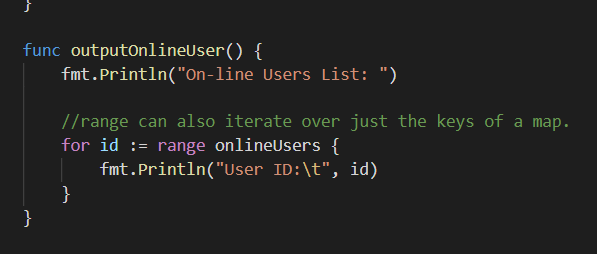 }
func outputOnlineUser() {
fmt.Println("On-line Users List: ")
//range can also iterate over just the keys of a map.
for id := range onlineUsers {
fmt.Println("User ID:\t", id)
}
}